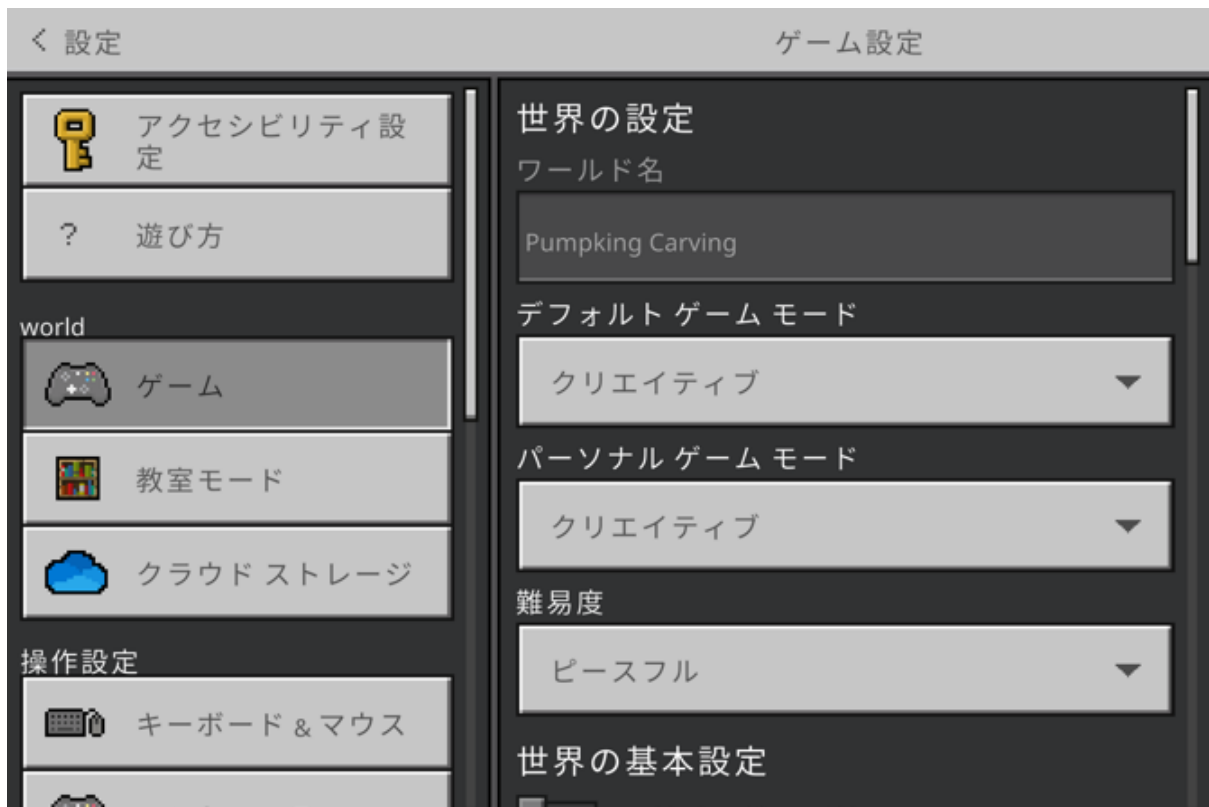 設定
ゲーム設定
アクセシビリティ設
定
? 遊び方
world
ゲーム
教室モード
クラウド ストレージ
操作設定
キーボード & マウス
世界の設定
ワールド名
Pumpking Carving
デフォルト ゲーム モード
クリエイティブ
パーソナル ゲーム モード
クリエイティブ
難易度
ピースフル
世界の基本設定